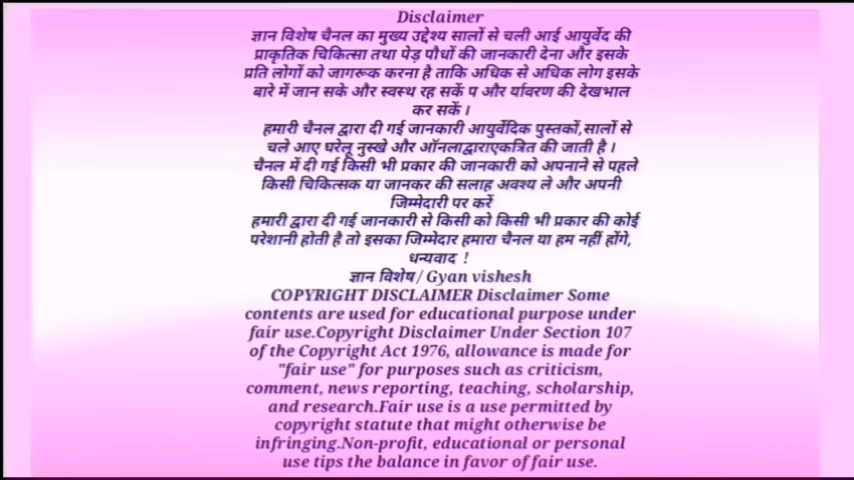 Disclaimer
ज्ञान विशेष चैनल का मुख्य उद्देश्य सालों से चली आई आयुर्वेद की
प्राकृतिक चिकित्सा तथा पेड़ पौधों की जानकारी देना और इसके
प्रति लोगों को जागरूक करना है ताकि अधिक से अधिक लोग इसके
बारे में जान सके और स्वस्थ रह सकें प और र्यावरण की देखभाल
कर सकें ।
हमारी चैनल द्वारा दी गई जानकारी आयुर्वेदिक पुस्तकों,सालों से
चले आए घरेलू नुस्खे और ऑनलाद्वाराएकत्रित की जाती है ।
चैनल में दी गई किसी भी प्रकार की जानकारी को अपनाने से पहले
किसी चिकित्सक या जानकर की सलाह अवश्य ले और अपनी
जिम्मेदारी पर करें
हमारी द्वारा दी गई जानकारी से किसी को किसी भी प्रकार की कोई
परेशानी होती है तो इसका जिम्मेदार हमारा चैनल या हम नहीं होंगे,
धन्यवाद !
ज्ञान विशेष/ Gyan vishesh
COPYRIGHT DISCLAIMER Disclaimer Some
contents are used for educational purpose under
fair use.Copyright Disclaimer Under Section 107
of the Copyright Act 1976, allowance is made for
"fair use" for purposes such as criticism,
comment, news reporting, teaching, scholarship,
and research.Fair use is a use permitted by
copyright statute that might otherwise be
infringing.Non-profit, educational or personal
use tips the balance in favor of fair use.